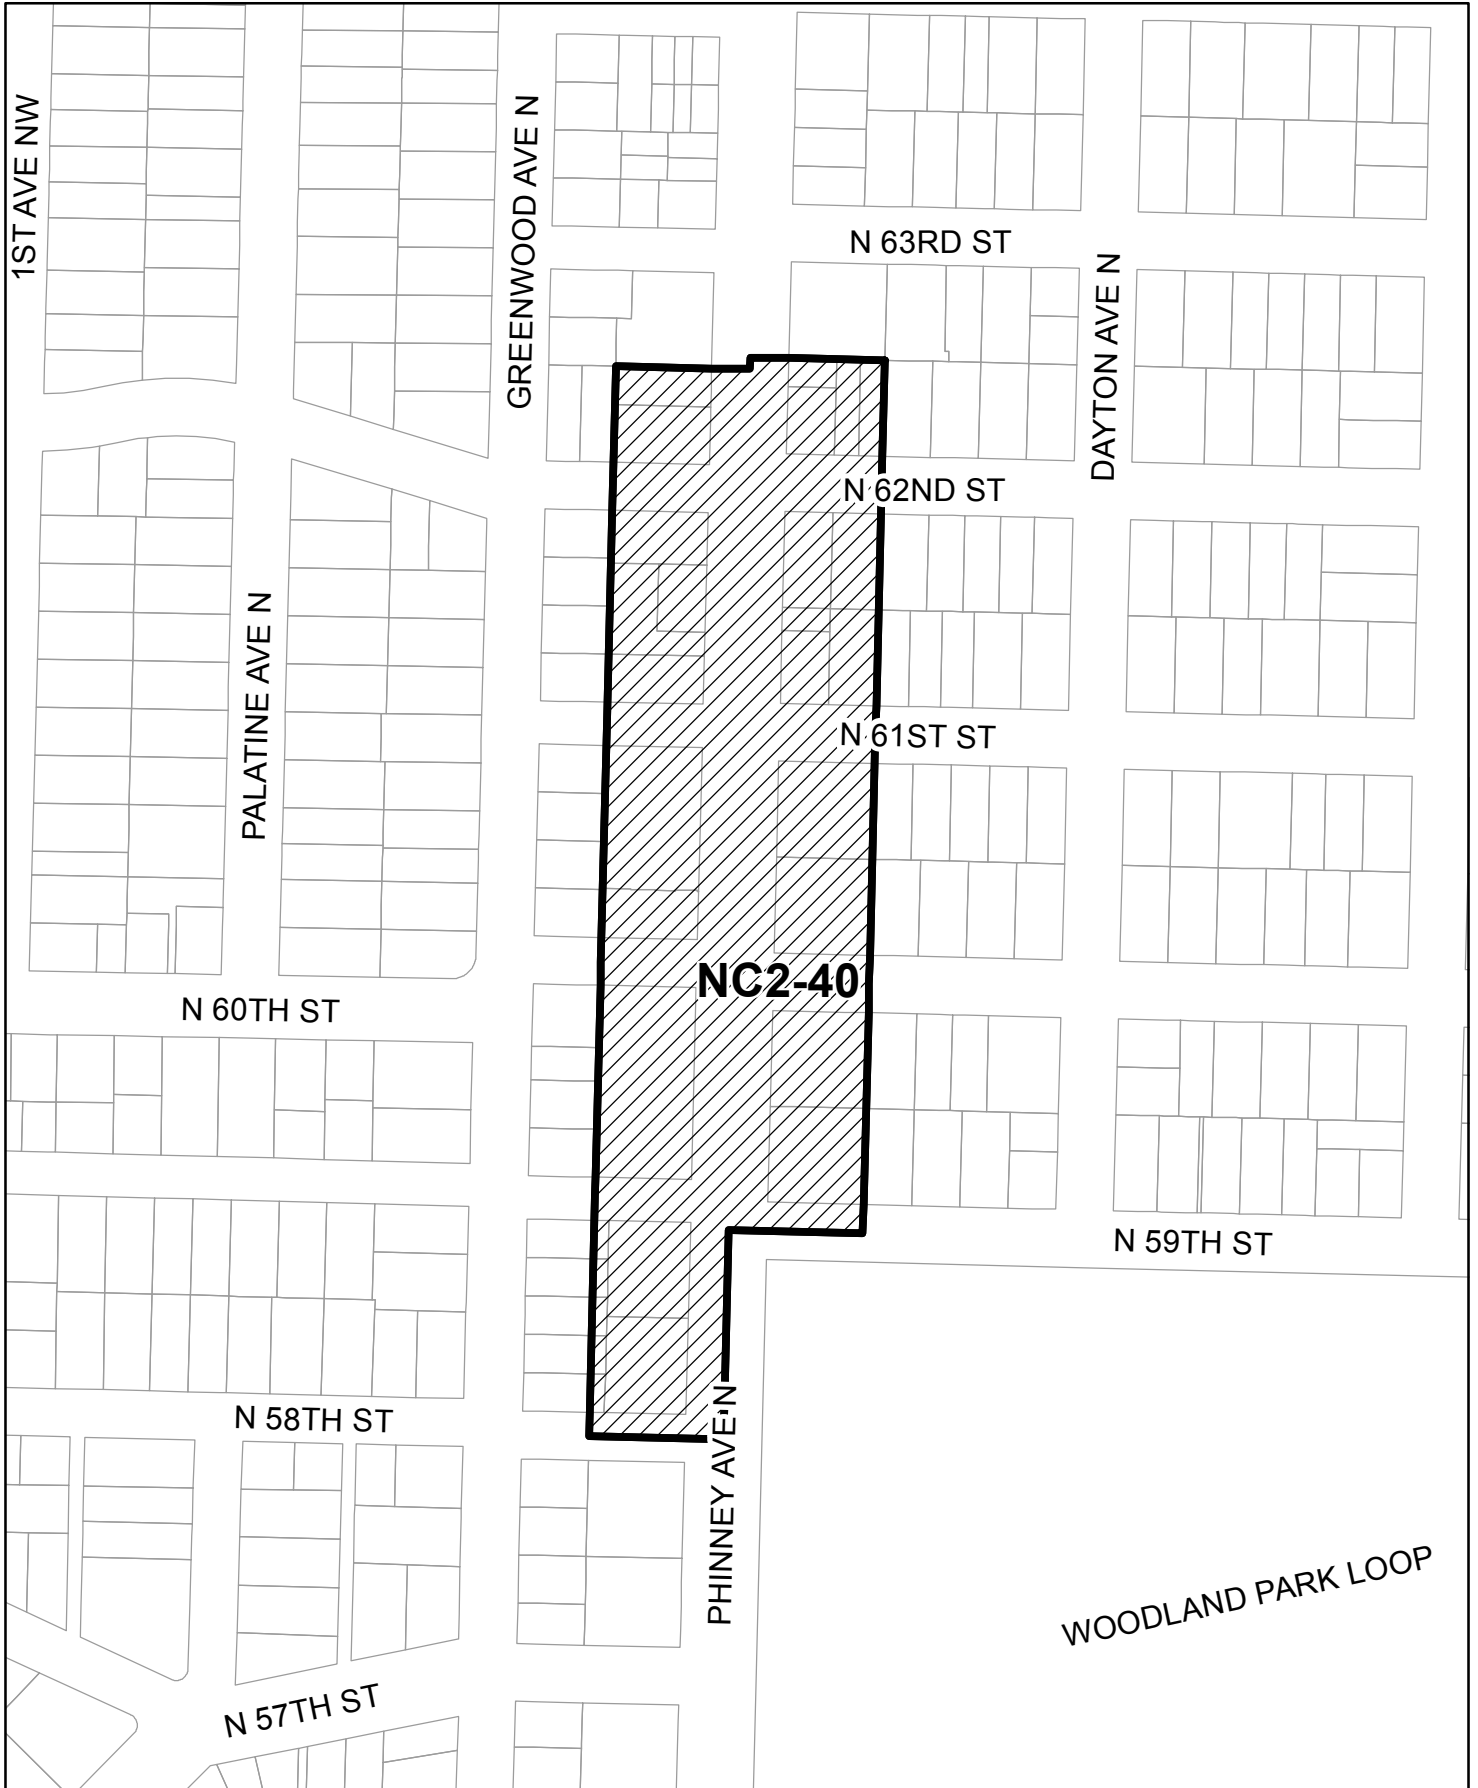 1ST AVE NW
GREENWOOD AVE N
N 63RD ST
DAYTON AVE N
N 62ND ST
PALATINE AVE N
N 61ST ST
NC2-40
N 60TH ST
N 59TH ST
N 58TH ST
PHINNEY AVE N
WOODLAND PARK LOOP
N 57TH ST